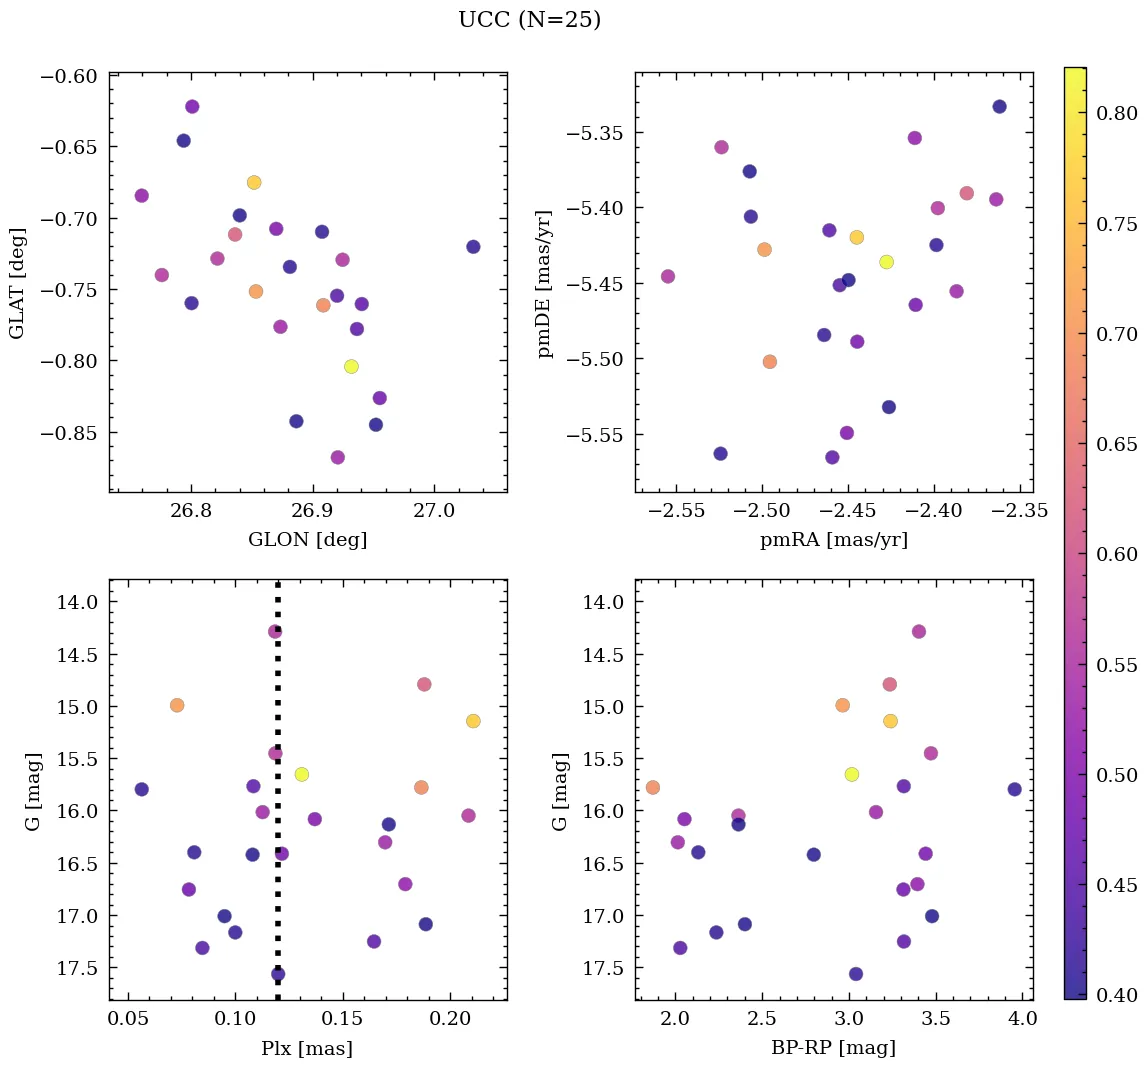 UCC (N=25)
−0.60
−0.65
−0.70
−0.75
−0.80
−0.85
GLAT [deg]
26.8 26.9 27.0
GLON [deg]
−5.35
−5.40
−5.45
−5.50
−5.55
pmDE [mas/yr]
−2.55 −2.50 −2.45 −2.40 −2.35
pmRA [mas/yr]
14.0
14.5
15.0
15.5
16.0
16.5
17.0
17.5
G [mag]
0.05 0.10 0.15 0.20
Plx [mas]
14.0
14.5
15.0
15.5
16.0
16.5
17.0
17.5
G [mag]
2.0 2.5 3.0 3.5 4.0
BP-RP [mag]
0.80
0.75
0.70
0.65
0.60
0.55
0.50
0.45
0.40